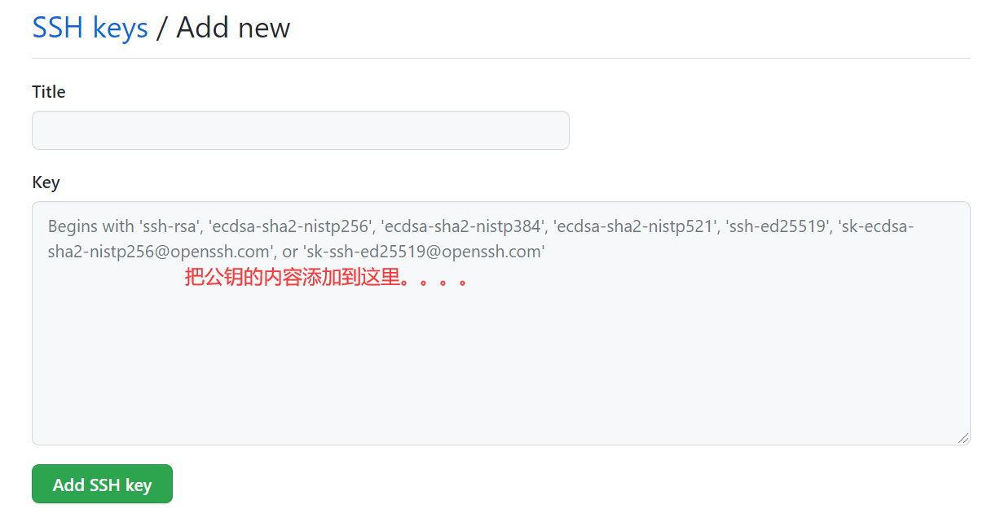 SSH keys / Add new
Title
Key
Begins with 'ssh-rsa', 'ecdsa-sha2-nistp256', 'ecdsa-sha2-nistp384', 'ecdsa-sha2-nistp521', 'ssh-ed25519', 'sk-ecdsa-
sha2-nistp256@openssh.com', or 'sk-ssh-ed25519@openssh.com'
把公钥的内容添加到这里。。。。
Add SSH key